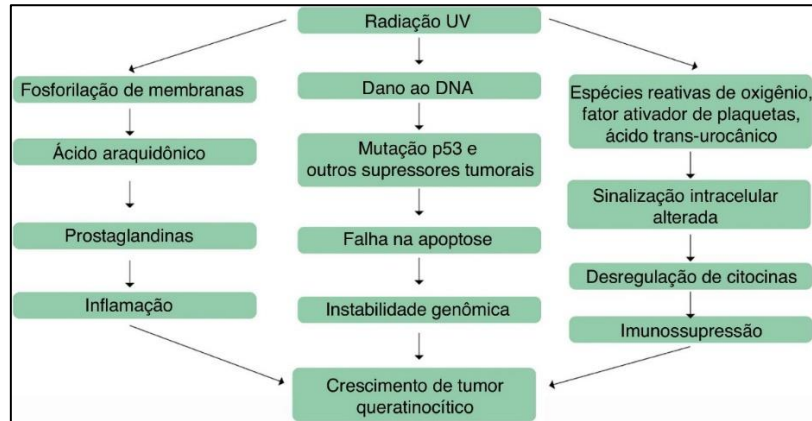 Radiação UV
Fosforilação de membranas
Ácido araquidônico
Prostaglandinas
Inflamação
Dano ao DNA
Mutação p53 e
outros supressores tumorais
Falha na apoptose
Instabilidade genômica
Espécies reativas de oxigênio,
fator ativador de plaquetas,
ácido trans-urocânico
Sinalização intracelular
alterada
Desregulação de citocinas
Imunossupressão
Crescimento de tumor
queratinocítico